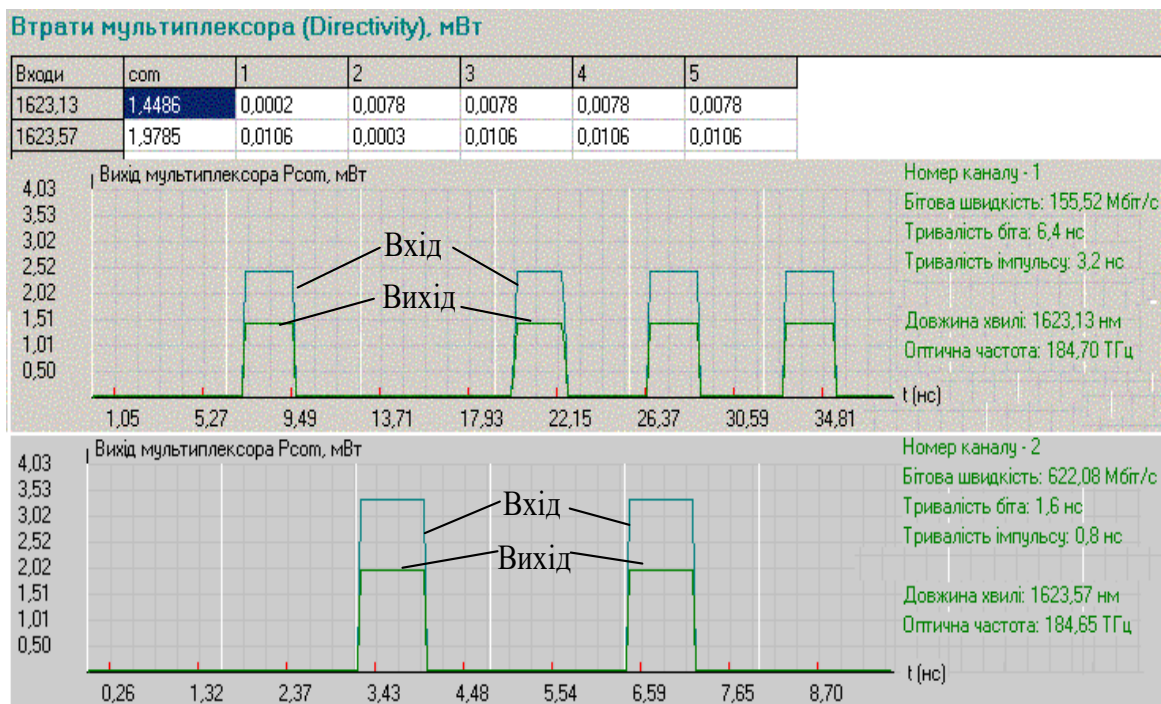 Втрати мультиплексора (Directivity), мВт
Входи com 1 2 3 4 5
1623,13 1,4486 0,0002 0,0078 0,0078 0,0078 0,0078
1623,57 1,9785 0,0106 0,0003 0,0106 0,0106 0,0106
Вихід мультиплексора Pcom, мВт
4,03
3,53
3,02
2,52
2,02
1,51
1,01
0,50
Вхід
Вихід
1,05 5,27 9,49 13,71 17,93 22,15 26,37 30,59 34,81
t (нс)
Номер каналу - 1
Бітова швидкість: 155,52 Мбіт/с
Тривалість біта: 6,4 нс
Тривалість імпульсу: 3,2 нс
Довжина хвилі: 1623,13 нм
Оптична частота: 184,70 ТГц
Вихід мультиплексора Pcom, мВт
4,03
3,53
3,02
2,52
2,02
1,51
1,01
0,50
Вхід
Вихід
0,26 1,32 2,37 3,43 4,48 5,54 6,59 7,65 8,70
t (нс)
Номер каналу - 2
Бітова швидкість: 622,08 Мбіт/с
Тривалість біта: 1,6 нс
Тривалість імпульсу: 0,8 нс
Довжина хвилі: 1623,57 нм
Оптична частота: 184,65 ТГц